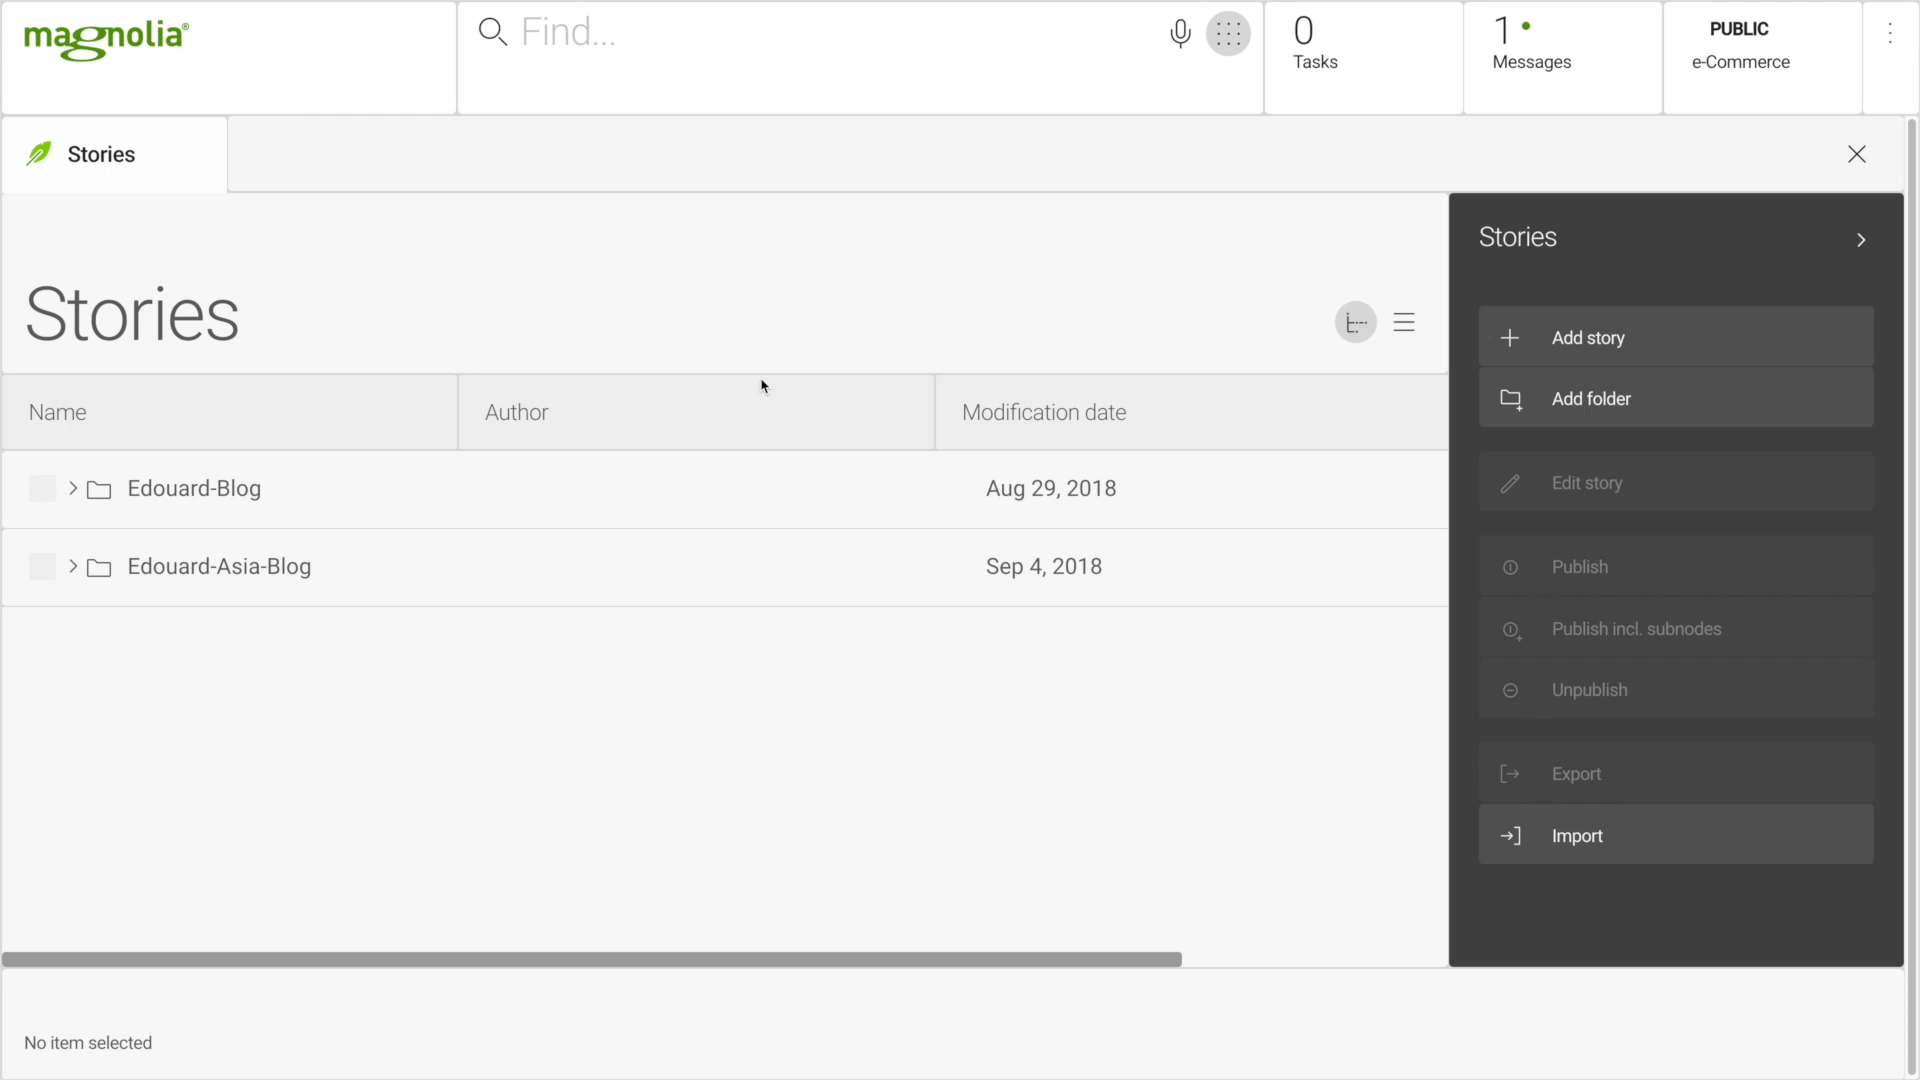 magnolia®
Find...
0
Tasks
1
Messages
PUBLIC
e-Commerce
Stories
Stories
Name
Author
Modification date
Edouard-Blog
Aug 29, 2018
Edouard-Asia-Blog
Sep 4, 2018
Stories
Add story
Add folder
Edit story
Publish
Publish incl. subnodes
Unpublish
Export
Import
No item selected